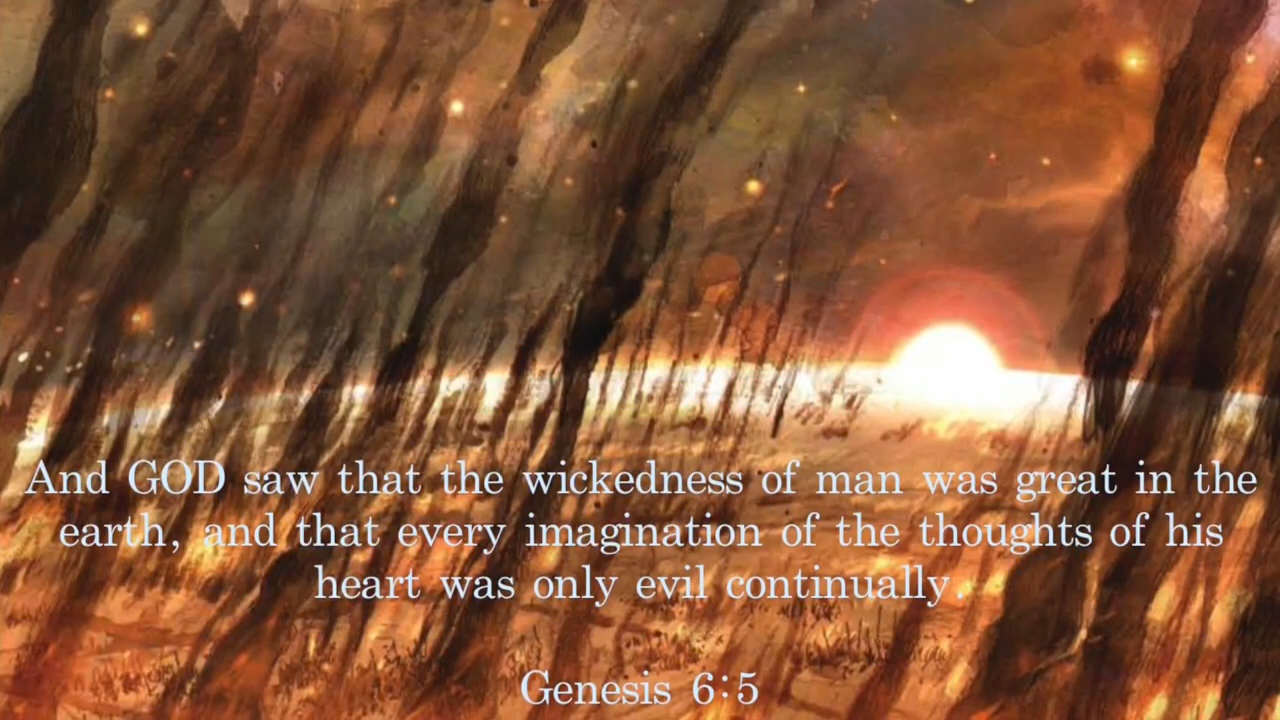 And GOD saw that the wickedness of man was great in the
earth, and that every imagination of the thoughts of his
heart was only evil continually.
Genesis 6:5